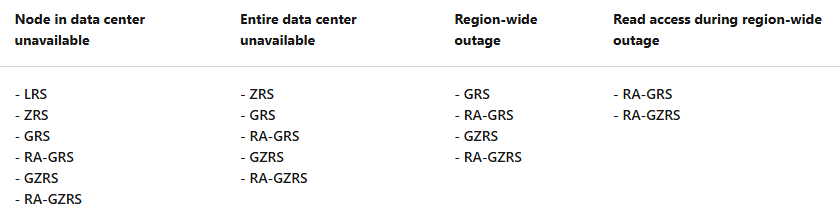 Node in data center
unavailable
Entire data center
unavailable
Region-wide
outage
Read access during region-wide
outage
- LRS
- ZRS
- GRS
- RA-GRS
- GZRS
- RA-GZRS
- ZRS
- GRS
- RA-GRS
- GZRS
- RA-GZRS
- GRS
- RA-GRS
- GZRS
- RA-GZRS
- RA-GRS
- RA-GZRS